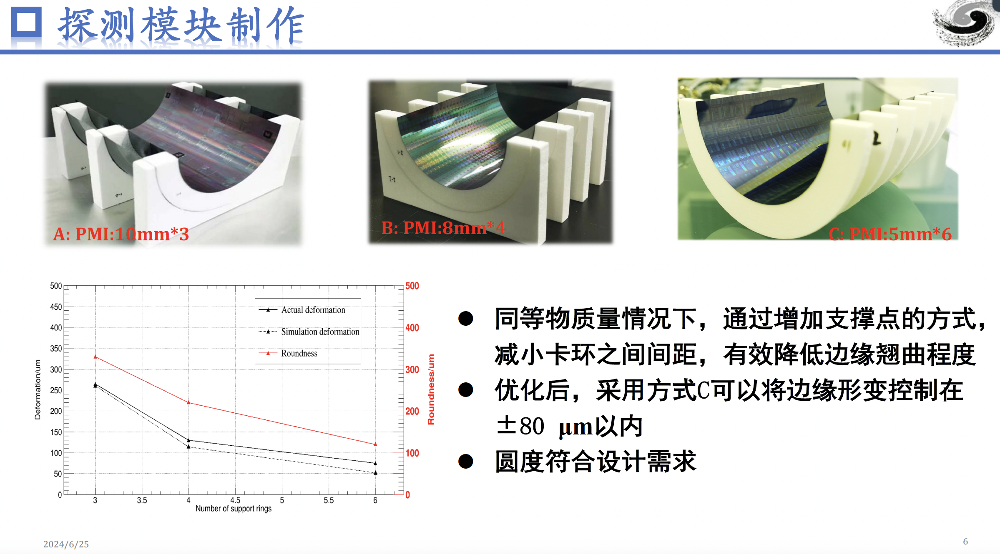 探测模块制作
A: PMI:10mm*3
B: PMI:8mm*4
C: PMI:5mm*6
500
450
400
350
300
250
200
150
100
50
0
Deformation/um
3
3.5
4
4.5
5
5.5
6
Number of support rings
Actual deformation
Simulation deformation
Roundness
500
400
300
200
100
0
Roundness/um
● 同等物质量情况下，通过增加支撑点的方式，
减小卡环之间间距，有效降低边缘翘曲程度
● 优化后，采用方式C可以将边缘形变控制在
±80 μm以内
● 圆度符合设计需求
2024/6/25
6